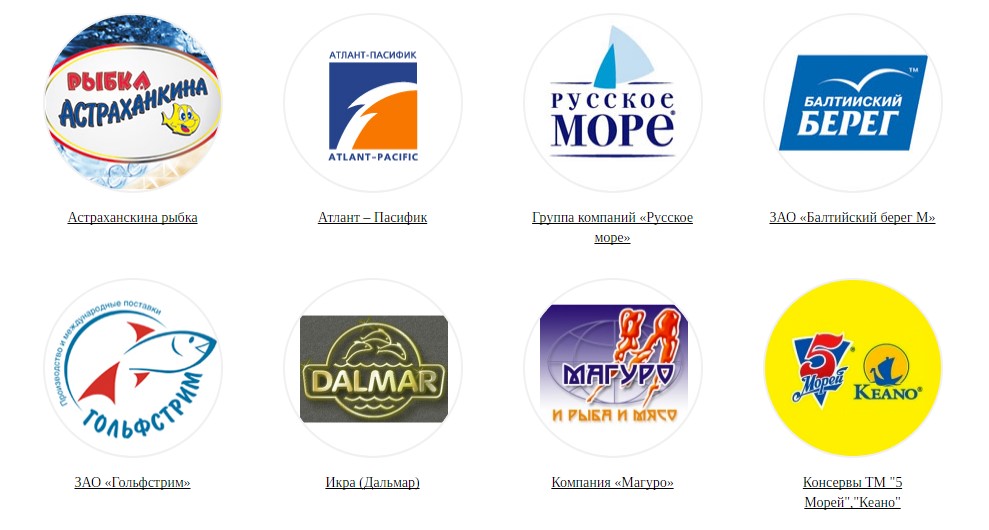 РЫБКА
АСТРАХАНКИНА
Астраханскина рыбка
АТЛАНТ-ПАСИФИК
ATLANT-PACIFIC
Атлант – Пасифик
РУССКОЕ
МОРЕ®
Группа компаний «Русское
море»
™
БАЛТИЙСКИЙ
БЕРЕГ
ЗАО «Балтийский берег М»
Производство и международные поставки
ГОЛЬФСТРИМ
ЗАО «Гольфстрим»
DALMAR
Икра (Дальмар)
МАГУРО
И РЫБА И МЯСО
Компания «Магуро»
5
Морей®
KEANO®
Консервы ТМ "5
Морей","Кеано"